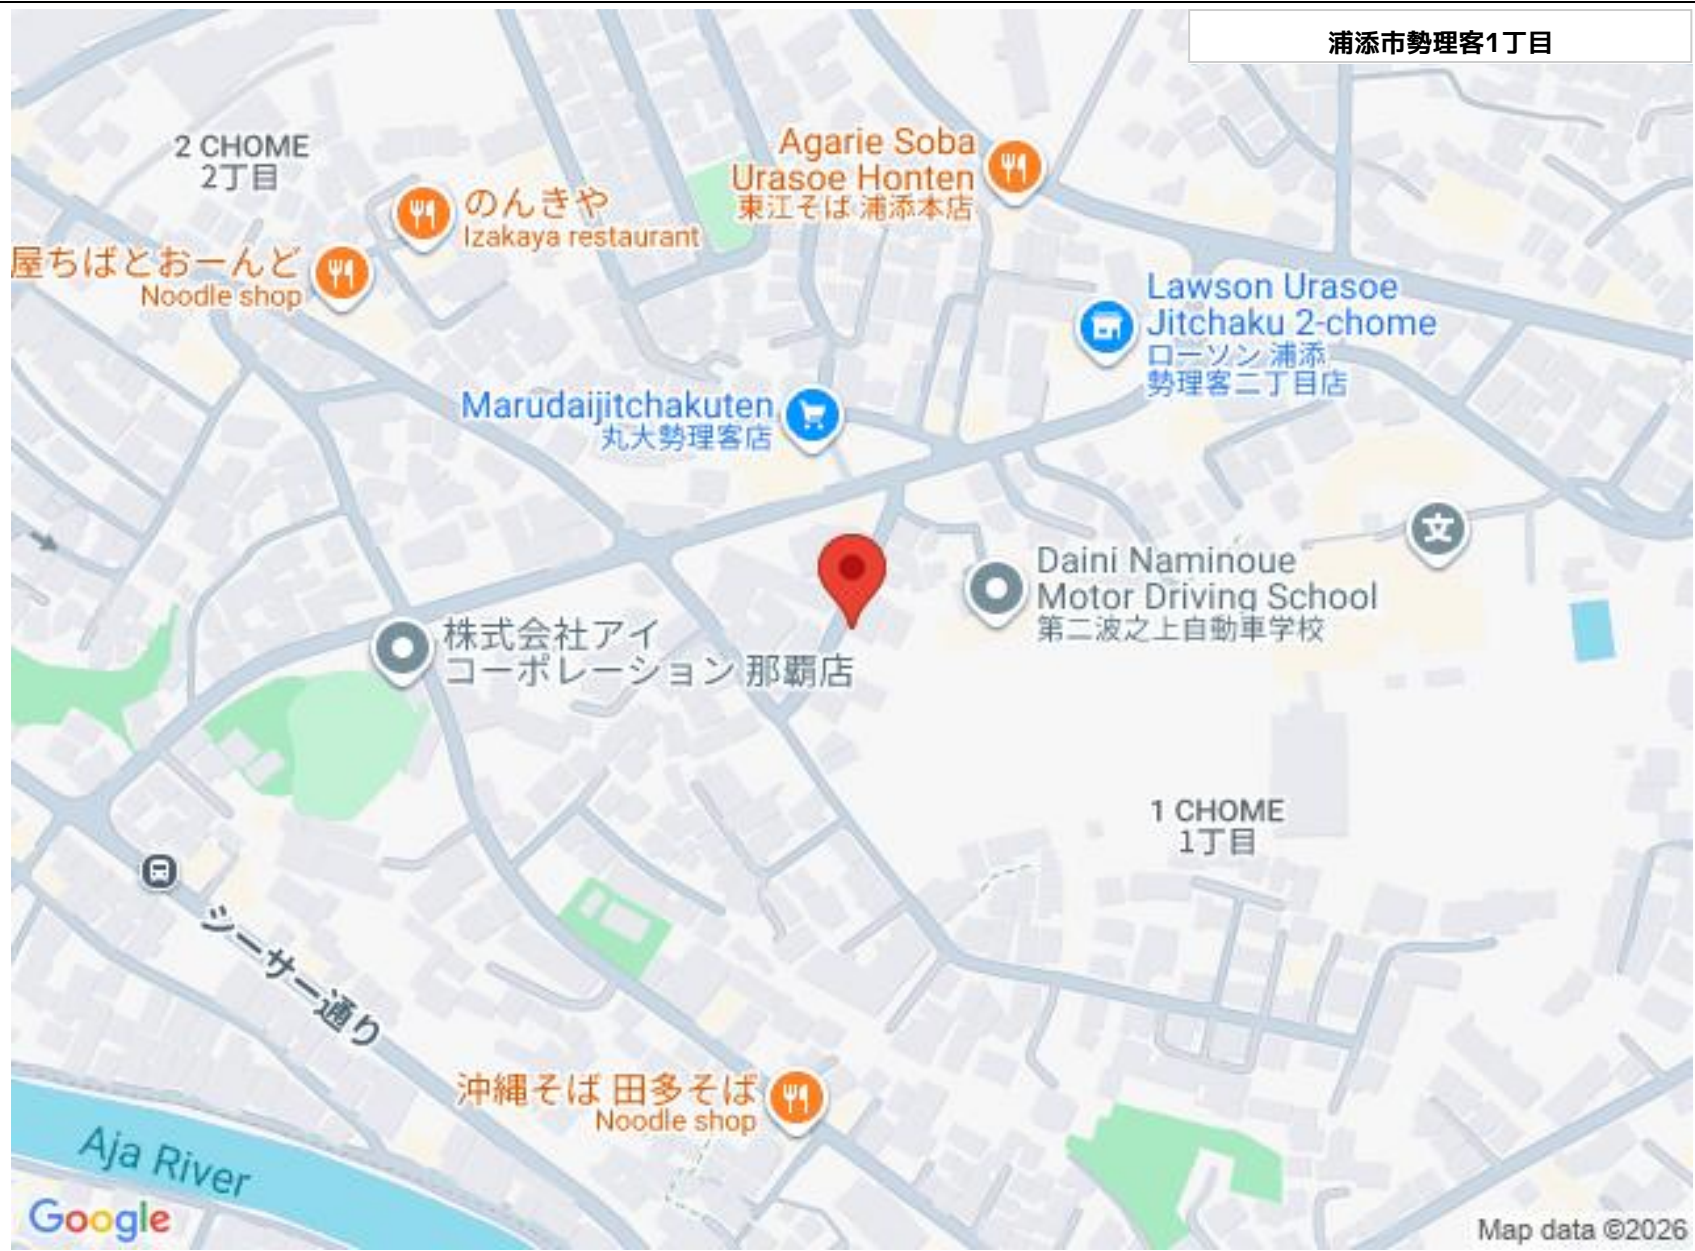 浦添市勢理客1丁目
2 CHOME
2丁目
Agarie Soba
Urasoe Honten
東江そば 浦添本店
のんきや
Izakaya restaurant
屋ちばとおーんど
Noodle shop
Lawson Urasoe
Jitchaku 2-chome
ローソン 浦添
勢理客二丁目店
Marudaijitchakuten
丸大勢理客店
文
Daini Naminoue
Motor Driving School
第二波之上自動車学校
株式会社アイ
コーポレーション 那覇店
1 CHOME
1丁目
シーサー通り
沖縄そば 田多そば
Noodle shop
Aja River
Google
Map data ©2026